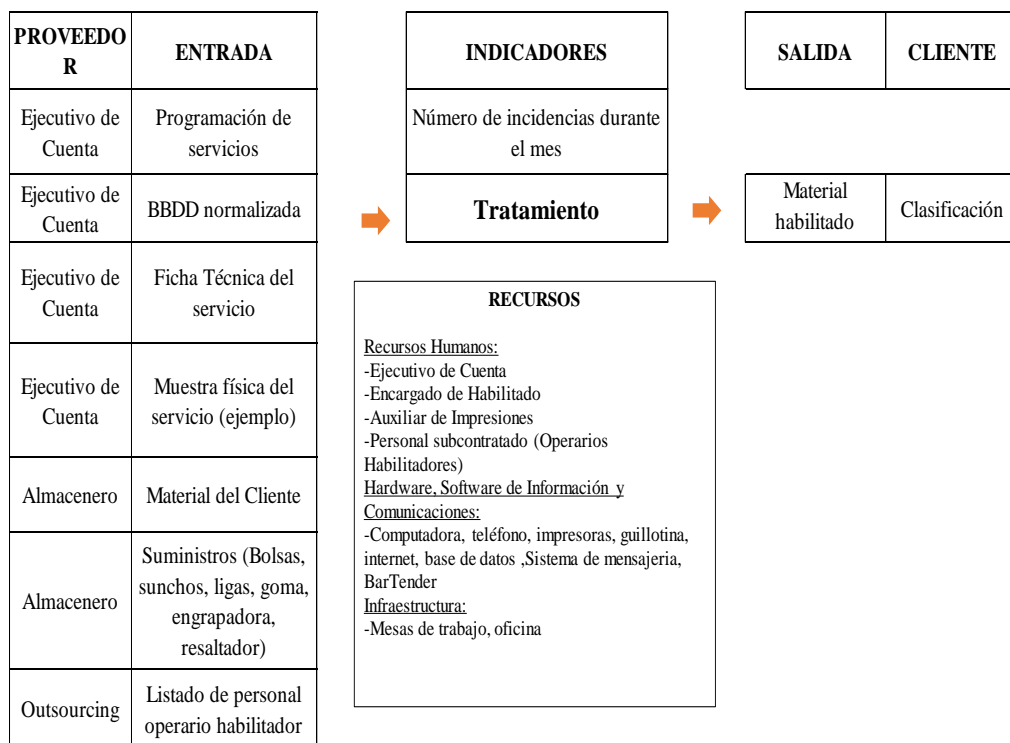 PROVEEDO
R
ENTRADA
Ejecutivo de
Cuenta
Programación de
servicios
Ejecutivo de
Cuenta
BBDD normalizada
Ejecutivo de
Cuenta
Ficha Técnica del
servicio
Ejecutivo de
Cuenta
Muestra física del
servicio (ejemplo)
Almacenero
Material del Cliente
Almacenero
Suministros (Bolsas,
sunchos, ligas, goma,
engrapadora,
resaltador)
Outsourcing
Listado de personal
operario habilitador
INDICADORES
Número de incidencias durante
el mes
Tratamiento
RECURSOS
Recursos Humanos:
-Ejecutivo de Cuenta
-Encargado de Habilitado
-Auxiliar de Impresiones
-Personal subcontratado (Operarios
Habilitadores)
Hardware, Software de Información y
Comunicaciones:
-Computadora, teléfono, impresoras, guillotina,
internet, base de datos ,Sistema de mensajeria,
BarTender
Infraestructura:
-Mesas de trabajo, oficina
SALIDA
CLIENTE
Material
habilitado
Clasificación